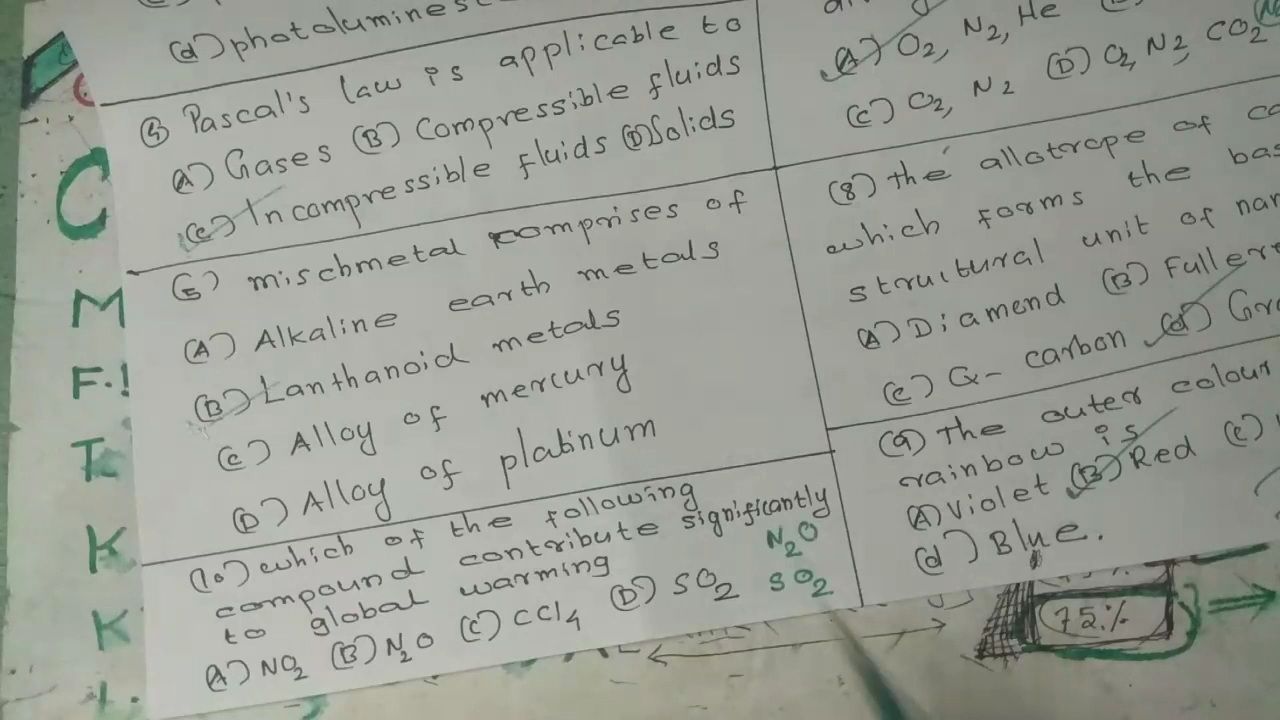 (d) photolumines
(3) Pascal's law is applicable to
(A) Gases (B) Compressible fluids
(c) Incompressible fluids (D) Solids
(5) mischmetal comprises of
(A) Alkaline earth metals
(B) Lanthanoid metals
(c) Alloy of mercury
(D) Alloy of platinum
(10) which of the following
compound contribute significantly
to global warming
(A) NO2 (B) N2O (C) CCl4 (D) SO2
N2O
SO2
(A) O2, N2, He
(C) O2, N2 (D) O2, N2, CO2
(8) the allotrope of
which forms the
structural unit of
(A) Diamond (B)
(c) Q- carbon (d)
(9) The outer colour
rainbow is
(A) Violet (B) Red (C)
(d) Blue.
C
M
F.!
T
K
K
L
75%